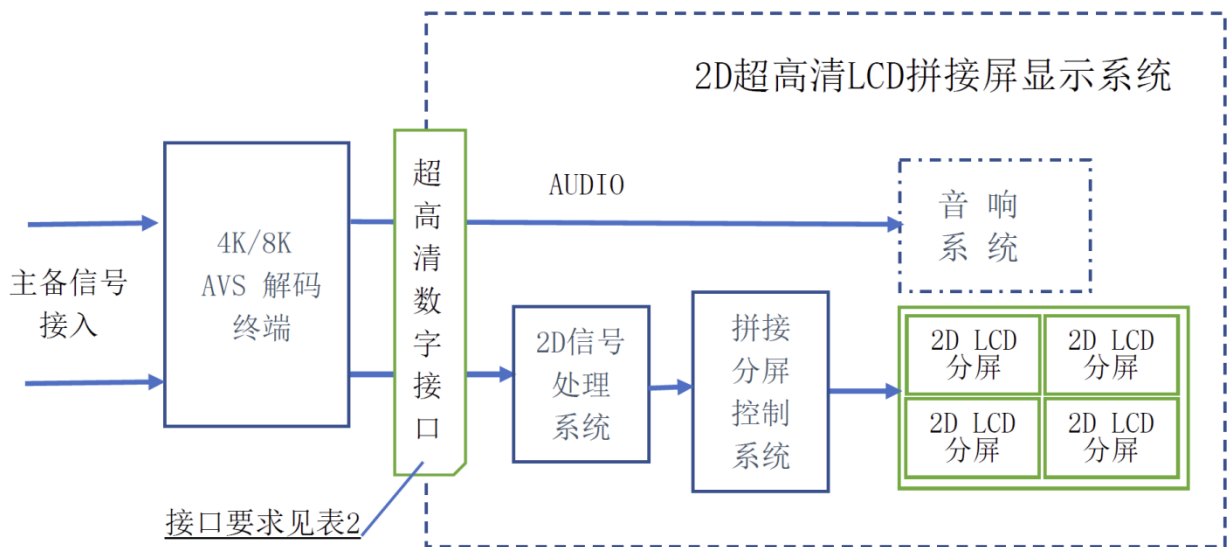 2D超高清LCD拼接屏显示系统
主备信号
接入
4K/8K
AVS 解码
终端
超
高
清
数
字
接
口
AUDIO
音 响
系 统
2D信号
处理
系统
拼接
分屏
控制
系统
2D LCD
分屏
2D LCD
分屏
2D LCD
分屏
2D LCD
分屏
接口要求见表2